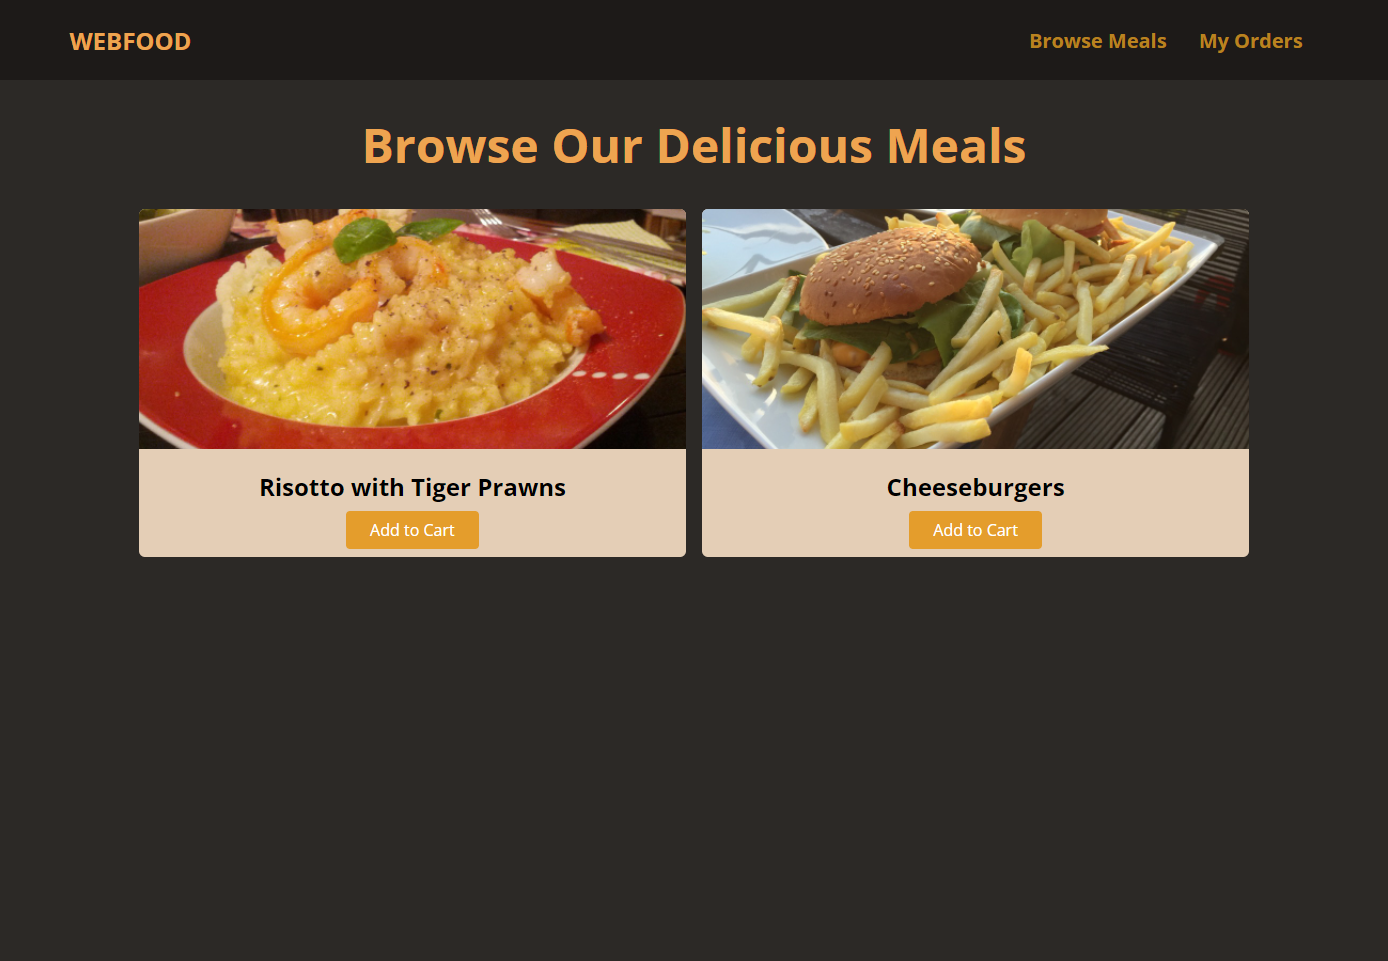 WEBFOOD
Browse Meals
My Orders
Browse Our Delicious Meals
Risotto with Tiger Prawns
Add to Cart
Cheeseburgers
Add to Cart